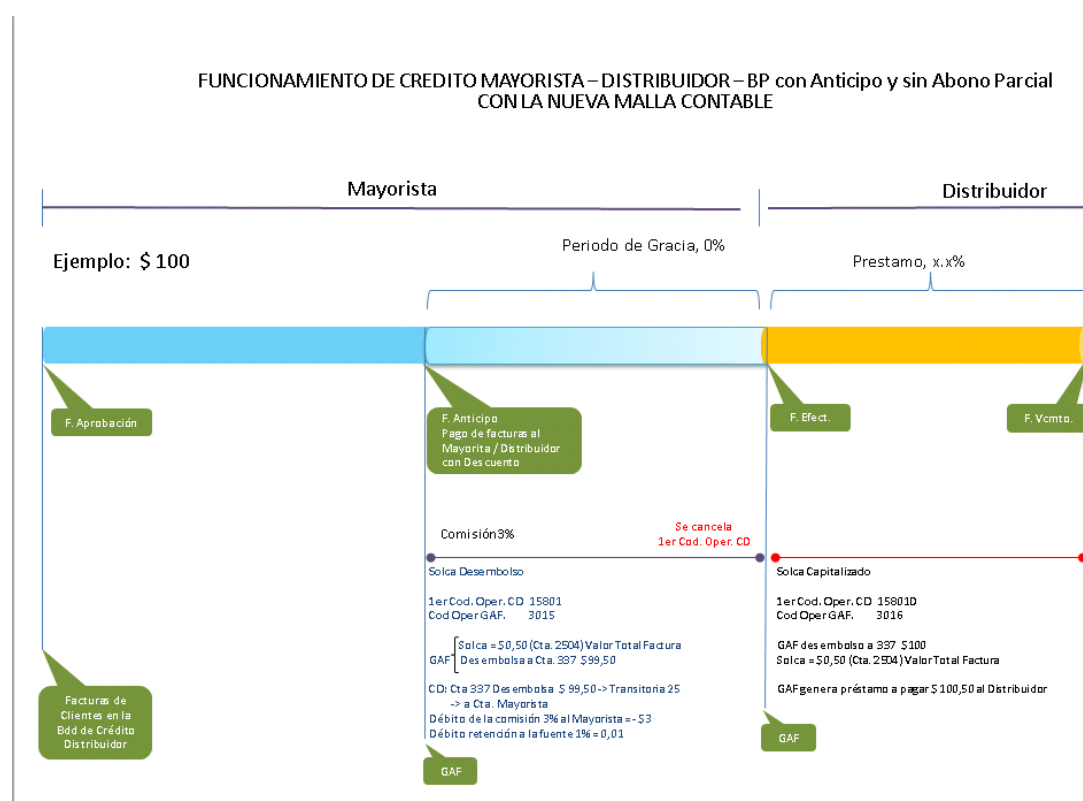 FUNCIONAMIENTO DE CREDITO MAYORISTA – DISTRIBUIDOR – BP con Anticipo y sin Abono Parcial
CON LA NUEVA MALLA CONTABLE
Mayorista
Distribuidor
Ejemplo: $ 100
Periodo de Gracia, 0%
Prestamo, x.x%
F. Aprobación
F. Anticipo
Pago de facturas al
Mayorita / Distribuidor
con Descuento
F. Efect.
F. Vcmto.
Comisión 3%
Se cancela
1er Cod. Oper. CD
Solca Desembolso
1er Cod. Oper. CD 15801
Cod Oper GAF. 3015
Solca = $0,50 (Cta. 2504) Valor Total Factura
GAF
Desembolsa a Cta. 337 $99,50
CD: Cta 337 Desembolsa $ 99,50 -> Transitoria 25
-> a Cta. Mayorista
Débito de la comisión 3% al Mayorista = - $3
Débito retención a la fuente 1% = 0,01
GAF
Solca Capitalizado
1er Cod. Oper. CD 15801D
Cod Oper GAF. 3016
GAF desembolso a 337 $100
Solca = $0,50 (Cta. 2504) Valor Total Factura
GAF genera préstamo a pagar $ 100,50 al Distribuidor
GAF
Facturas de
Clientes en la
Bdd de Crédito
Distribuidor